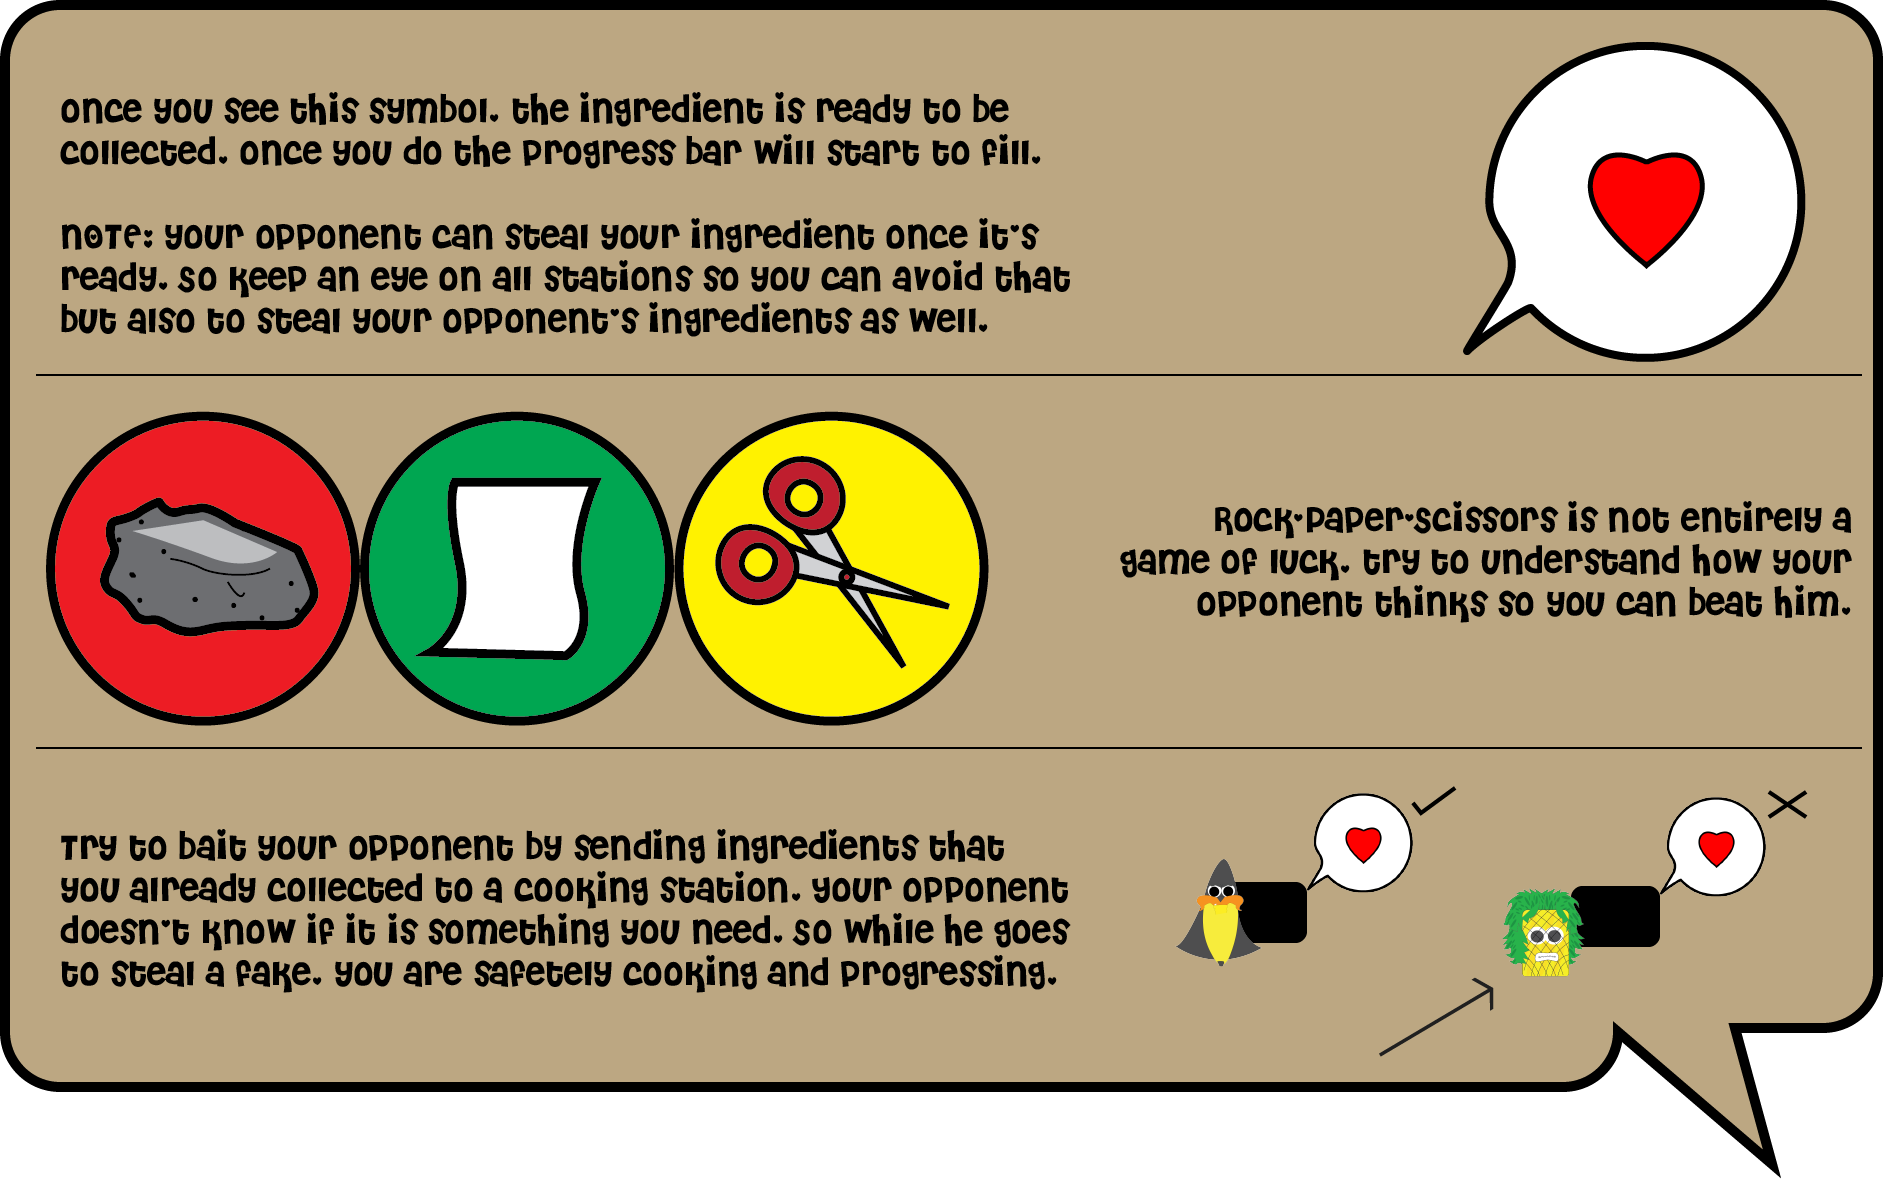 once you see this symbol, the ingredient is ready to be
collected. once you do the progress bar will start to fill.
NOTE: your opponent can steal your ingredient once it's
ready. so keep an eye on all stations so you can avoid that
but also to steal your opponent's ingredients as well.
Rock-paper-scissors is not entirely a
game of luck. try to understand how your
opponent thinks so you can beat him.
Try to bait your opponent by sending ingredients that
you already collected to a cooking station. your opponent
doesn't know if it is something you need. so while he goes
to steal a fake, you are safetely cooking and progressing.